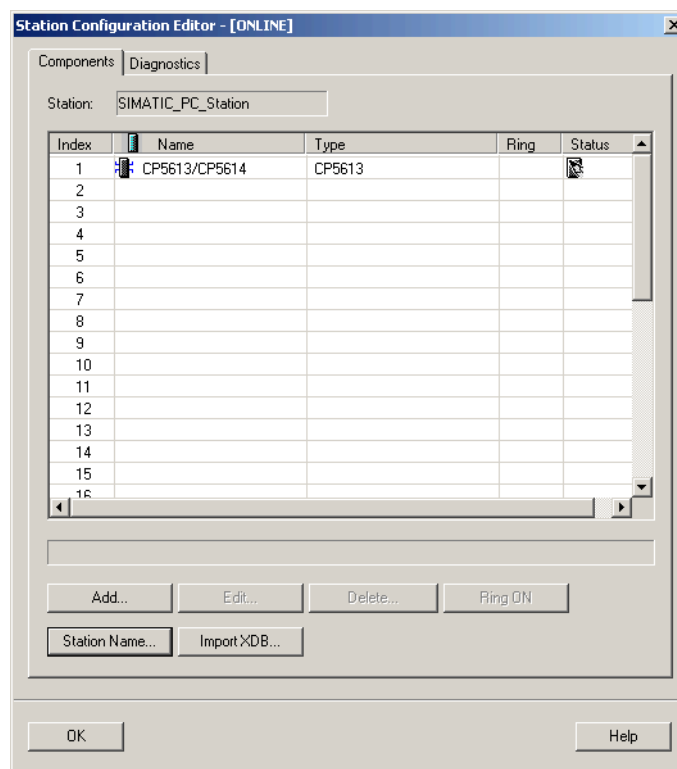 Station Configuration Editor - [ONLINE]
Components Diagnostics
Station: SIMATIC_PC_Station
Index Name Type Ring Status
1 CP5613/CP5614 CP5613
2
3
4
5
6
7
8
9
10
11
12
13
14
15
16
Add... Edit... Delete... Ring ON
Station Name... Import XDB...
OK Help